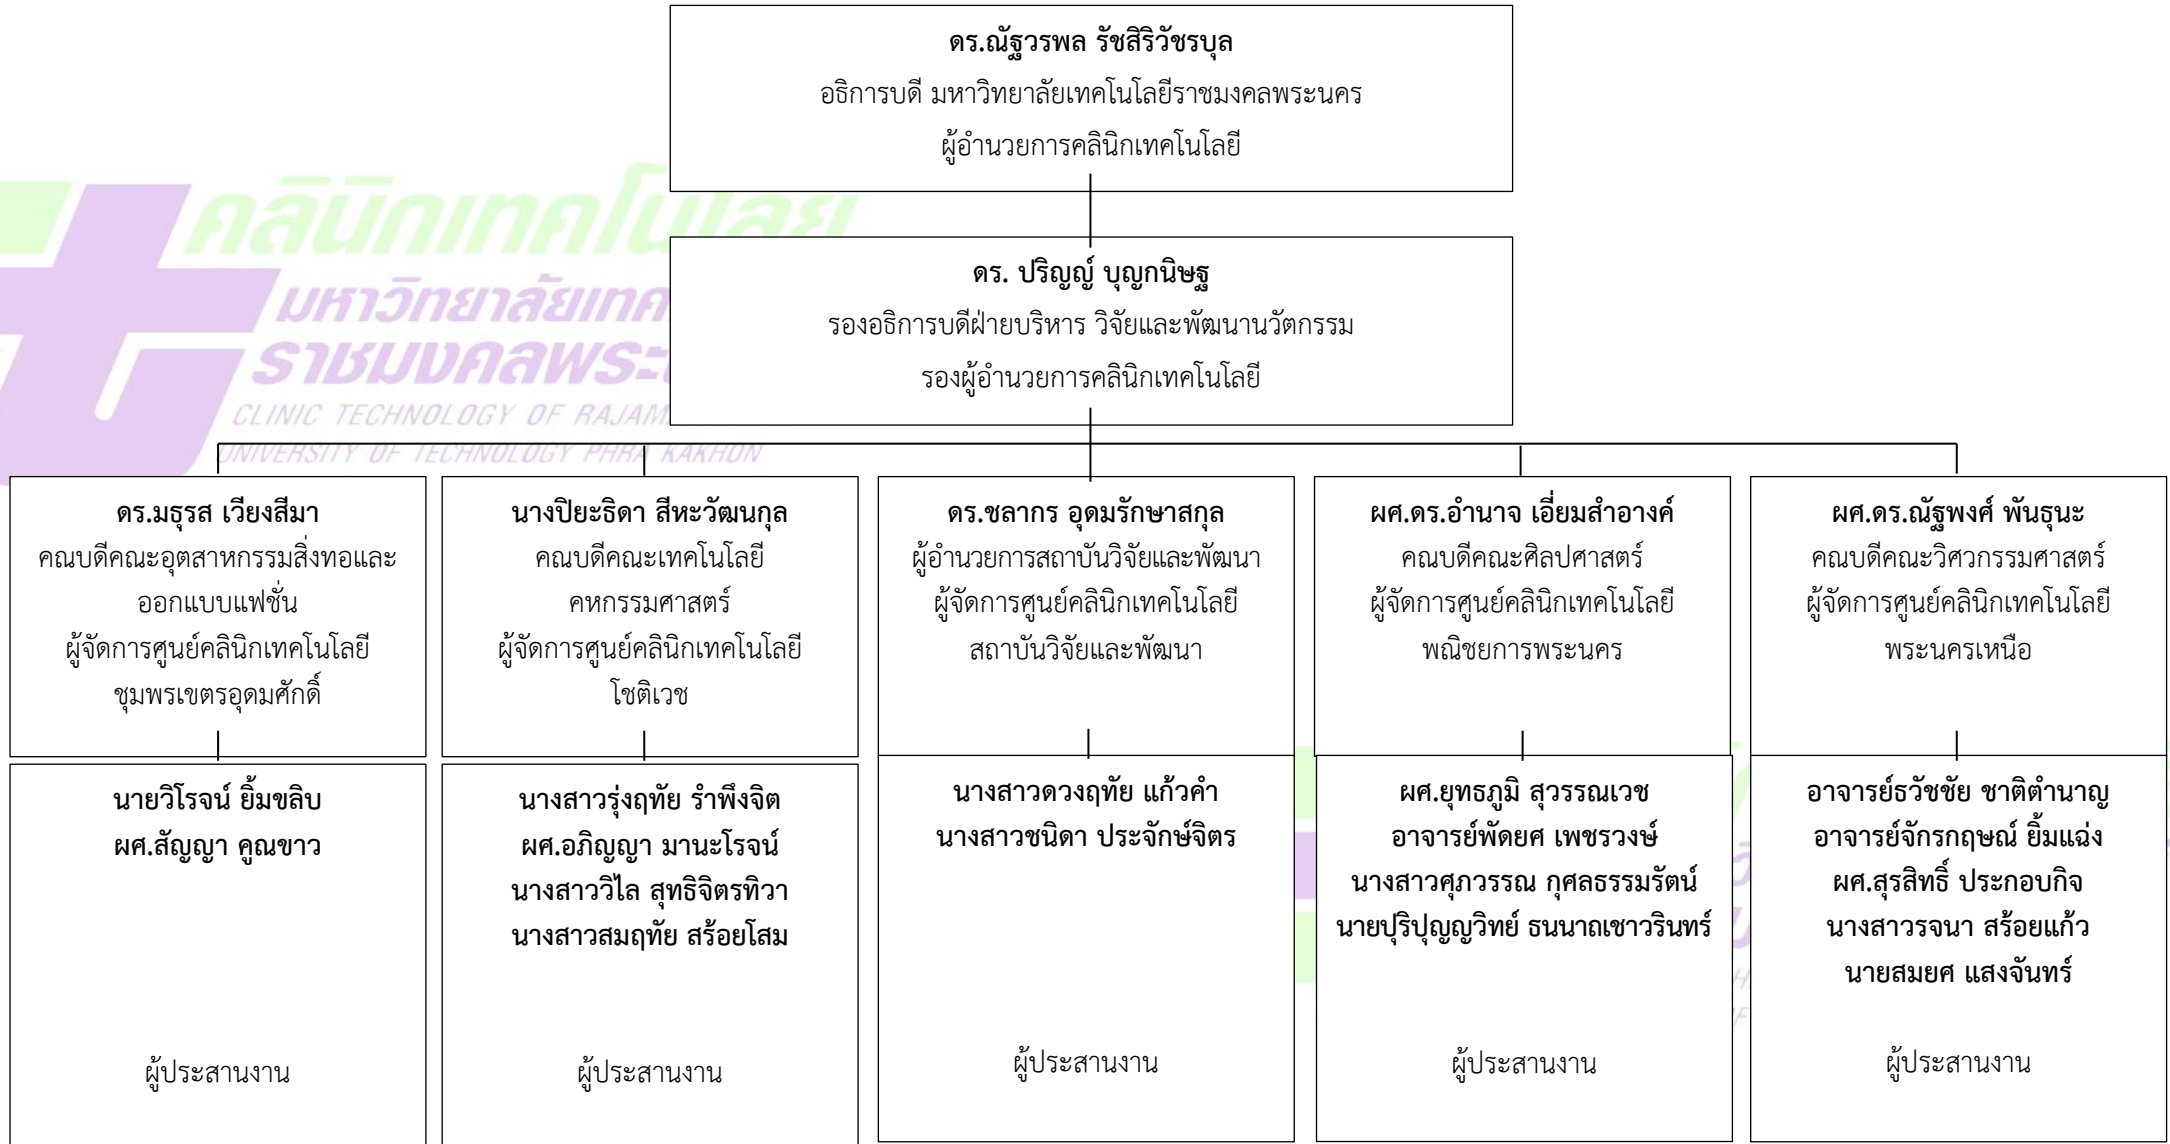 ดร.ณัฐวรพล รัชสิริวัชรบุล
อธิการบดี มหาวิทยาลัยเทคโนโลยีราชมงคลพระนคร
ผู้อำนวยการคลินิกเทคโนโลยี
คลินิกเทคโนโลยี
มหาวิทยาลัยเทค
ราชมงคลพระ
CLINIC TECHNOLOGY OF RAJAM
UNIVERSITY OF TECHNOLOGY PHRA KAKHON
ดร. ปริญญ์ บุญกนิษฐ
รองอธิการบดีฝ่ายบริหาร วิจัยและพัฒนานวัตกรรม
รองผู้อำนวยการคลินิกเทคโนโลยี
ดร.มธุรส เวียงสีมา
คณบดีคณะอุตสาหกรรมสิ่งทอและ
ออกแบบแฟชั่น
ผู้จัดการศูนย์คลินิกเทคโนโลยี
ชุมพรเขตรอุดมศักดิ์
นางปิยะธิดา สีหะวัฒนกุล
คณบดีคณะเทคโนโลยี
คหกรรมศาสตร์
ผู้จัดการศูนย์คลินิกเทคโนโลยี
โชติเวช
ดร.ชลากร อุดมรักษาสกุล
ผู้อำนวยการสถาบันวิจัยและพัฒนา
ผู้จัดการศูนย์คลินิกเทคโนโลยี
สถาบันวิจัยและพัฒนา
ผศ.ดร.อำนาจ เอี่ยมสำอางค์
คณบดีคณะศิลปศาสตร์
ผู้จัดการศูนย์คลินิกเทคโนโลยี
พณิชยการพระนคร
ผศ.ดร.ณัฐพงศ์ พันธุนะ
คณบดีคณะวิศวกรรมศาสตร์
ผู้จัดการศูนย์คลินิกเทคโนโลยี
พระนครเหนือ
นายวิโรจน์ ยิ้มขลิบ
ผศ.สัญญา คูณขาว
ผู้ประสานงาน
นางสาวรุ่งฤทัย รำพึงจิต
ผศ.อภิญญา มานะโรจน์
นางสาววิไล สุทธิจิตรทิวา
นางสาวสมฤทัย สร้อยโสม
ผู้ประสานงาน
นางสาวดวงฤทัย แก้วคำ
นางสาวชนิดา ประจักษ์จิตร
ผู้ประสานงาน
ผศ.ยุทธภูมิ สุวรรณเวช
อาจารย์พัดยศ เพชรวงษ์
นางสาวศุภวรรณ กุศลธรรมรัตน์
นายปุริปุญญวิทย์ ธนนาณเชาวรินทร์
ผู้ประสานงาน
อาจารย์ธวัชชัย ชาติตำนาญ
อาจารย์จักรกฤษณ์ ยิ้มแฉ่ง
ผศ.สุรสิทธิ์ ประกอบกิจ
นางสาวรจนา สร้อยแก้ว
นายสมยศ แสงจันทร์
ผู้ประสานงาน